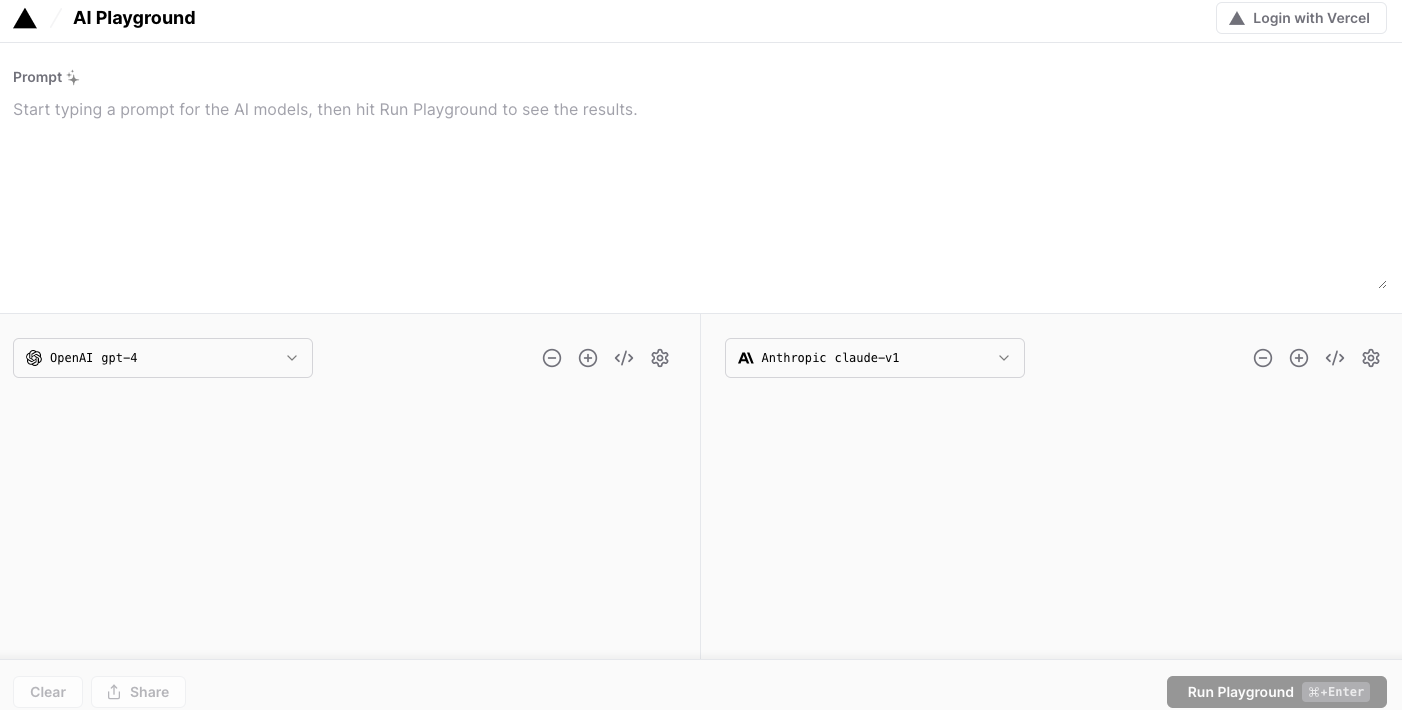 AI Playground
Login with Vercel
Prompt
Start typing a prompt for the AI models, then hit Run Playground to see the results.
OpenAI gpt-4
Anthropic claude-v1
Clear
Share
Run Playground ⌘+Enter